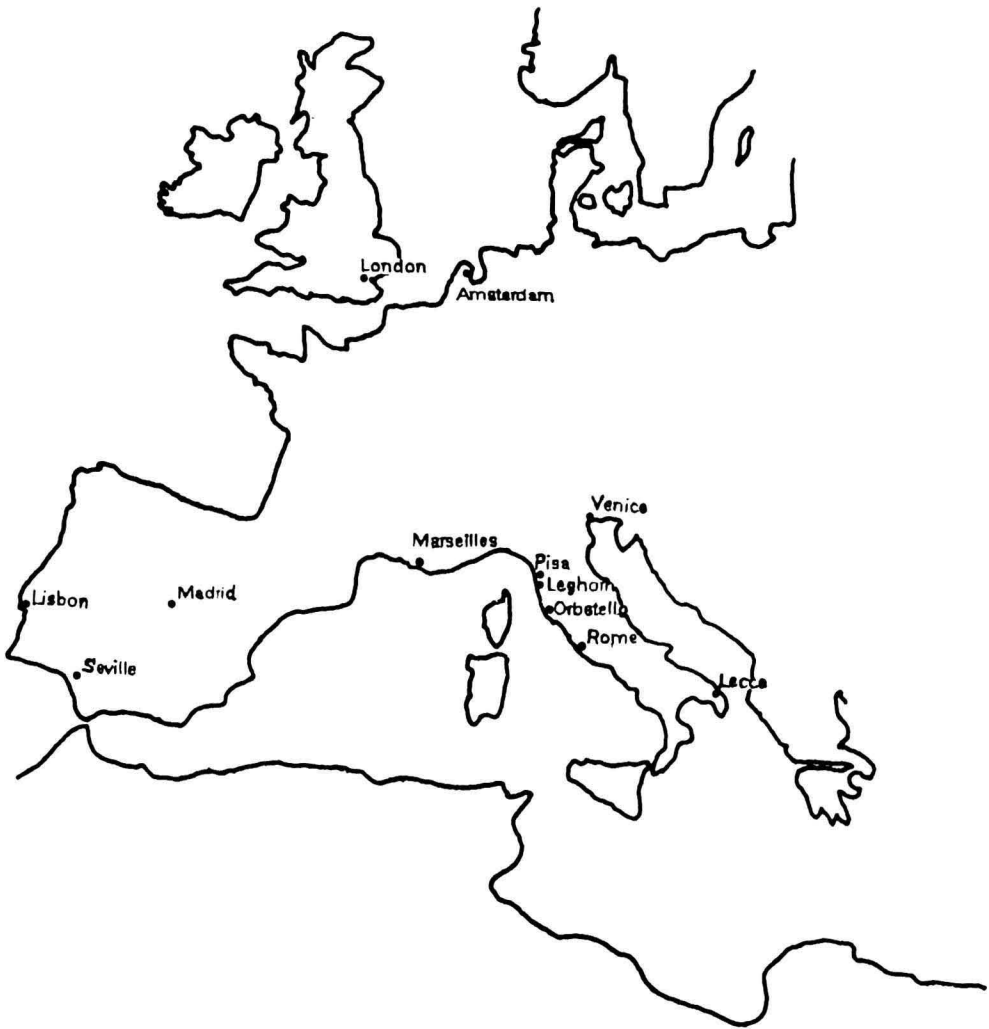 London
Amsterdam
Venice
Marseilles
Pisa
Leghorn
Orbetello
Lisbon
Madrid
Rome
Seville
Lecce